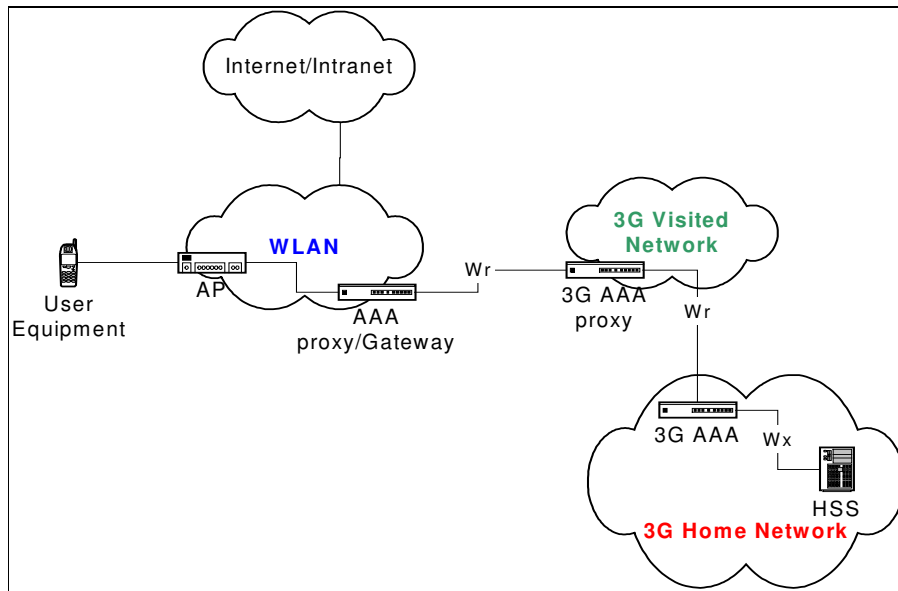 Internet/Intranet
WLAN
3G Visited
Network
AP
User
Equipment
AAA
proxy/Gateway
Wr
3G AAA
proxy
Wr
3G AAA
Wx
HSS
3G Home Network